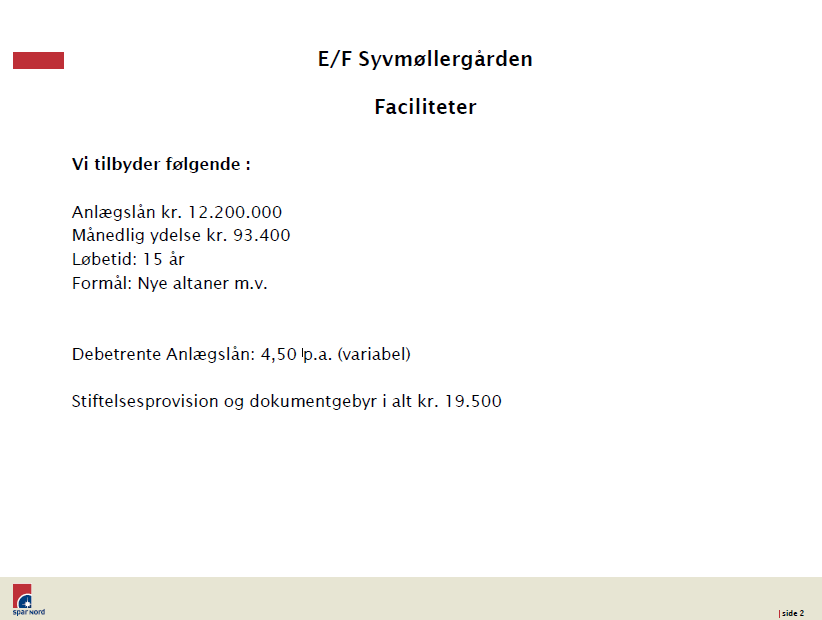 E/F Syvmøllergården
Faciliteter
Vi tilbyder følgende :
Anlægslån kr. 12.200.000
Månedlig ydelse kr. 93.400
Løbetid: 15 år
Formål: Nye altaner m.v.
Debetrente Anlægslån: 4,50 p.a. (variabel)
Stiftelsesprovision og dokumentgebyr i alt kr. 19.500
spar nord
| side 2